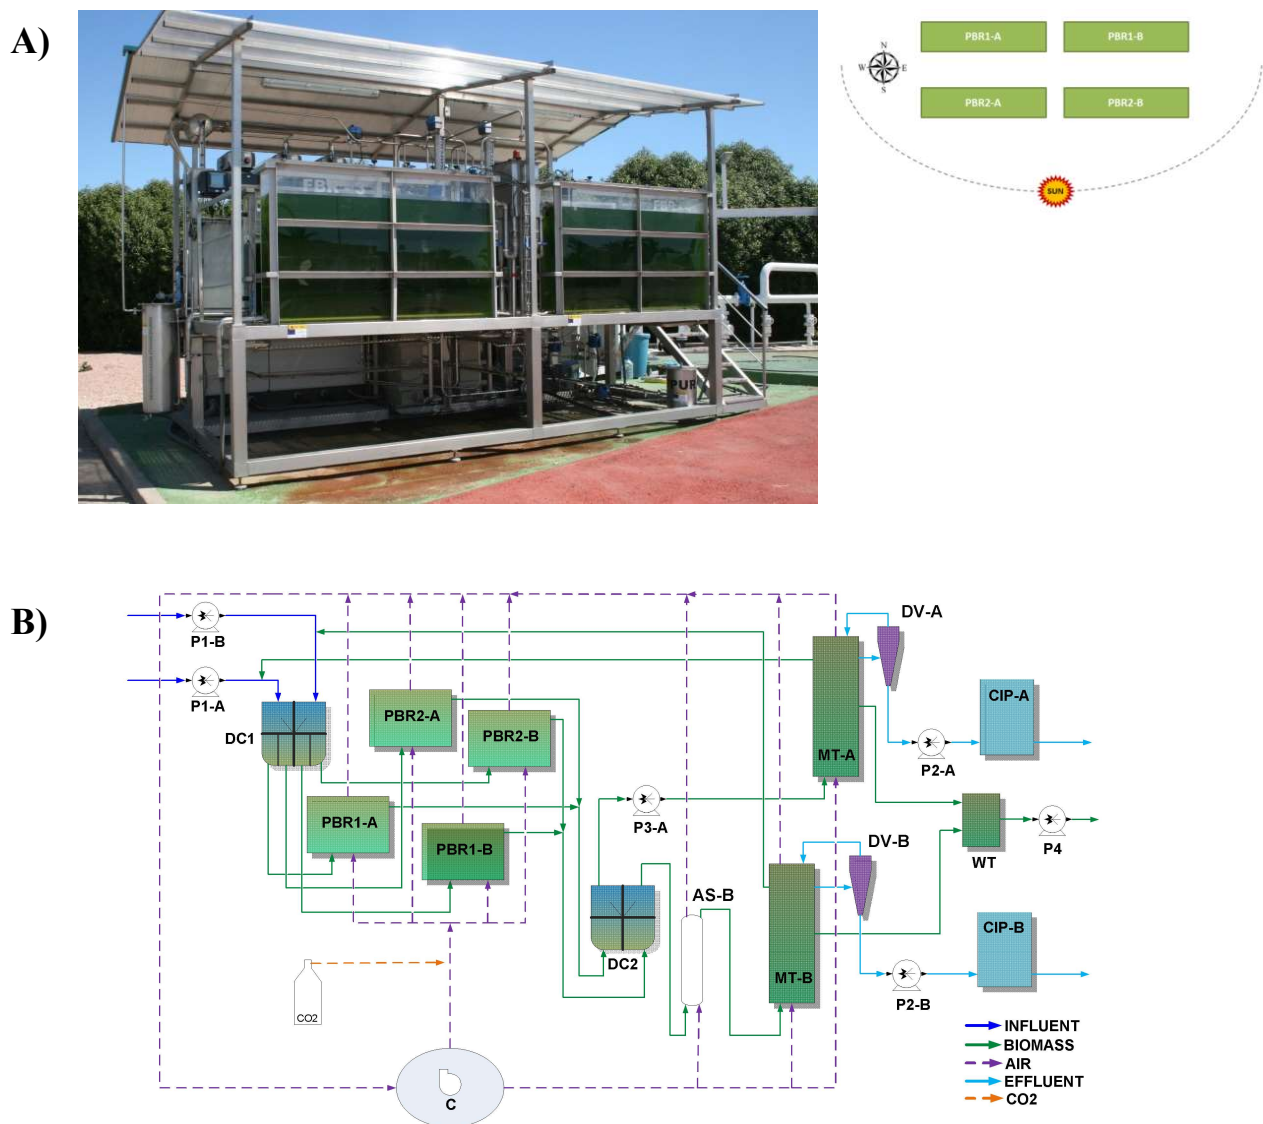 A)
PUR
PBR1-A
PBR1-B
N
W
E
S
PBR2-A
PBR2-B
SUN
B)
P1-B
P1-A
DC1
PBR2-A
PBR2-B
PBR1-A
PBR1-B
CO2
C
DC2
P3-A
AS-B
MT-A
DV-A
P2-A
CIP-A
WT
P4
MT-B
DV-B
P2-B
CIP-B
INFLUENT
BIOMASS
AIR
EFFLUENT
CO2